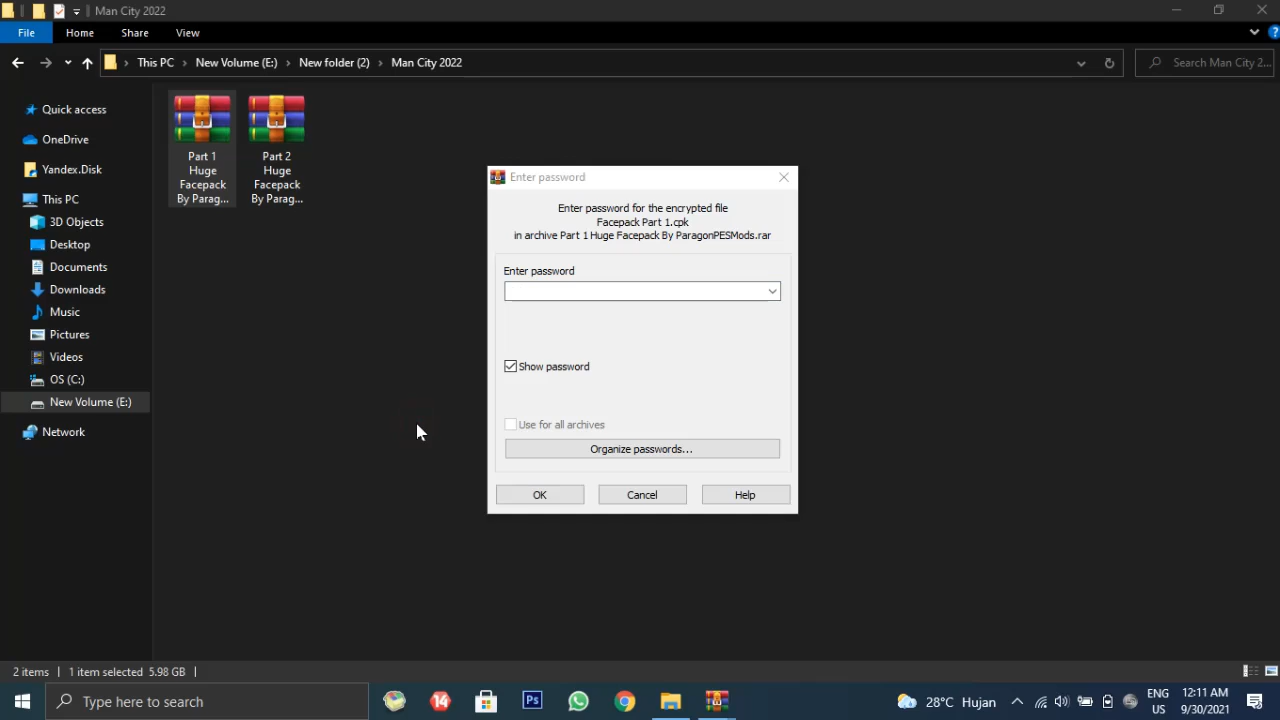 Man City 2022
File Home Share View
This PC New Volume (E:) New folder (2) Man City 2022
Search Man City 2...
Quick access
OneDrive
Yandex.Disk
This PC
3D Objects
Desktop
Documents
Downloads
Music
Pictures
Videos
OS (C:)
New Volume (E:)
Network
Part 1
Huge
Facepack
By Parag...
Part 2
Huge
Facepack
By Parag...
Enter password
Enter password for the encrypted file
Facepack Part 1.cpk
in archive Part 1 Huge Facepack By ParagonPESMods.rar
Enter password
Show password
Use for all archives
Organize passwords...
OK Cancel Help
2 items 1 item selected 5.98 GB
Type here to search
14
Ps
28°C Hujan
ENG
US
12:11 AM
9/30/2021